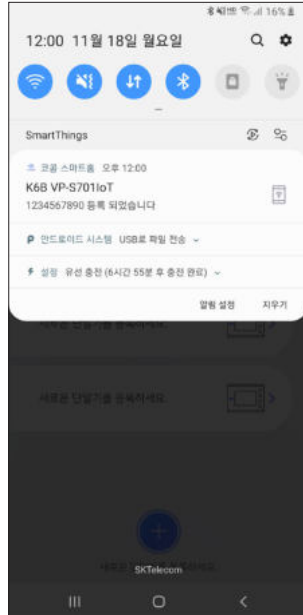 16%
12:00 11월 18일 월요일
SmartThings
코콤 스마트홈 오후 12:00
K6B VP-S701IoT
1234567890 등록 되었습니다
안드로이드 시스템 USB로 파일 전송
설정 유선 충전 (6시간 55분 후 충전 완료)
알림 설정 지우기
새로운 단말기를 등록하세요.
새로운 단말기를 등록하세요.
SKTelecom